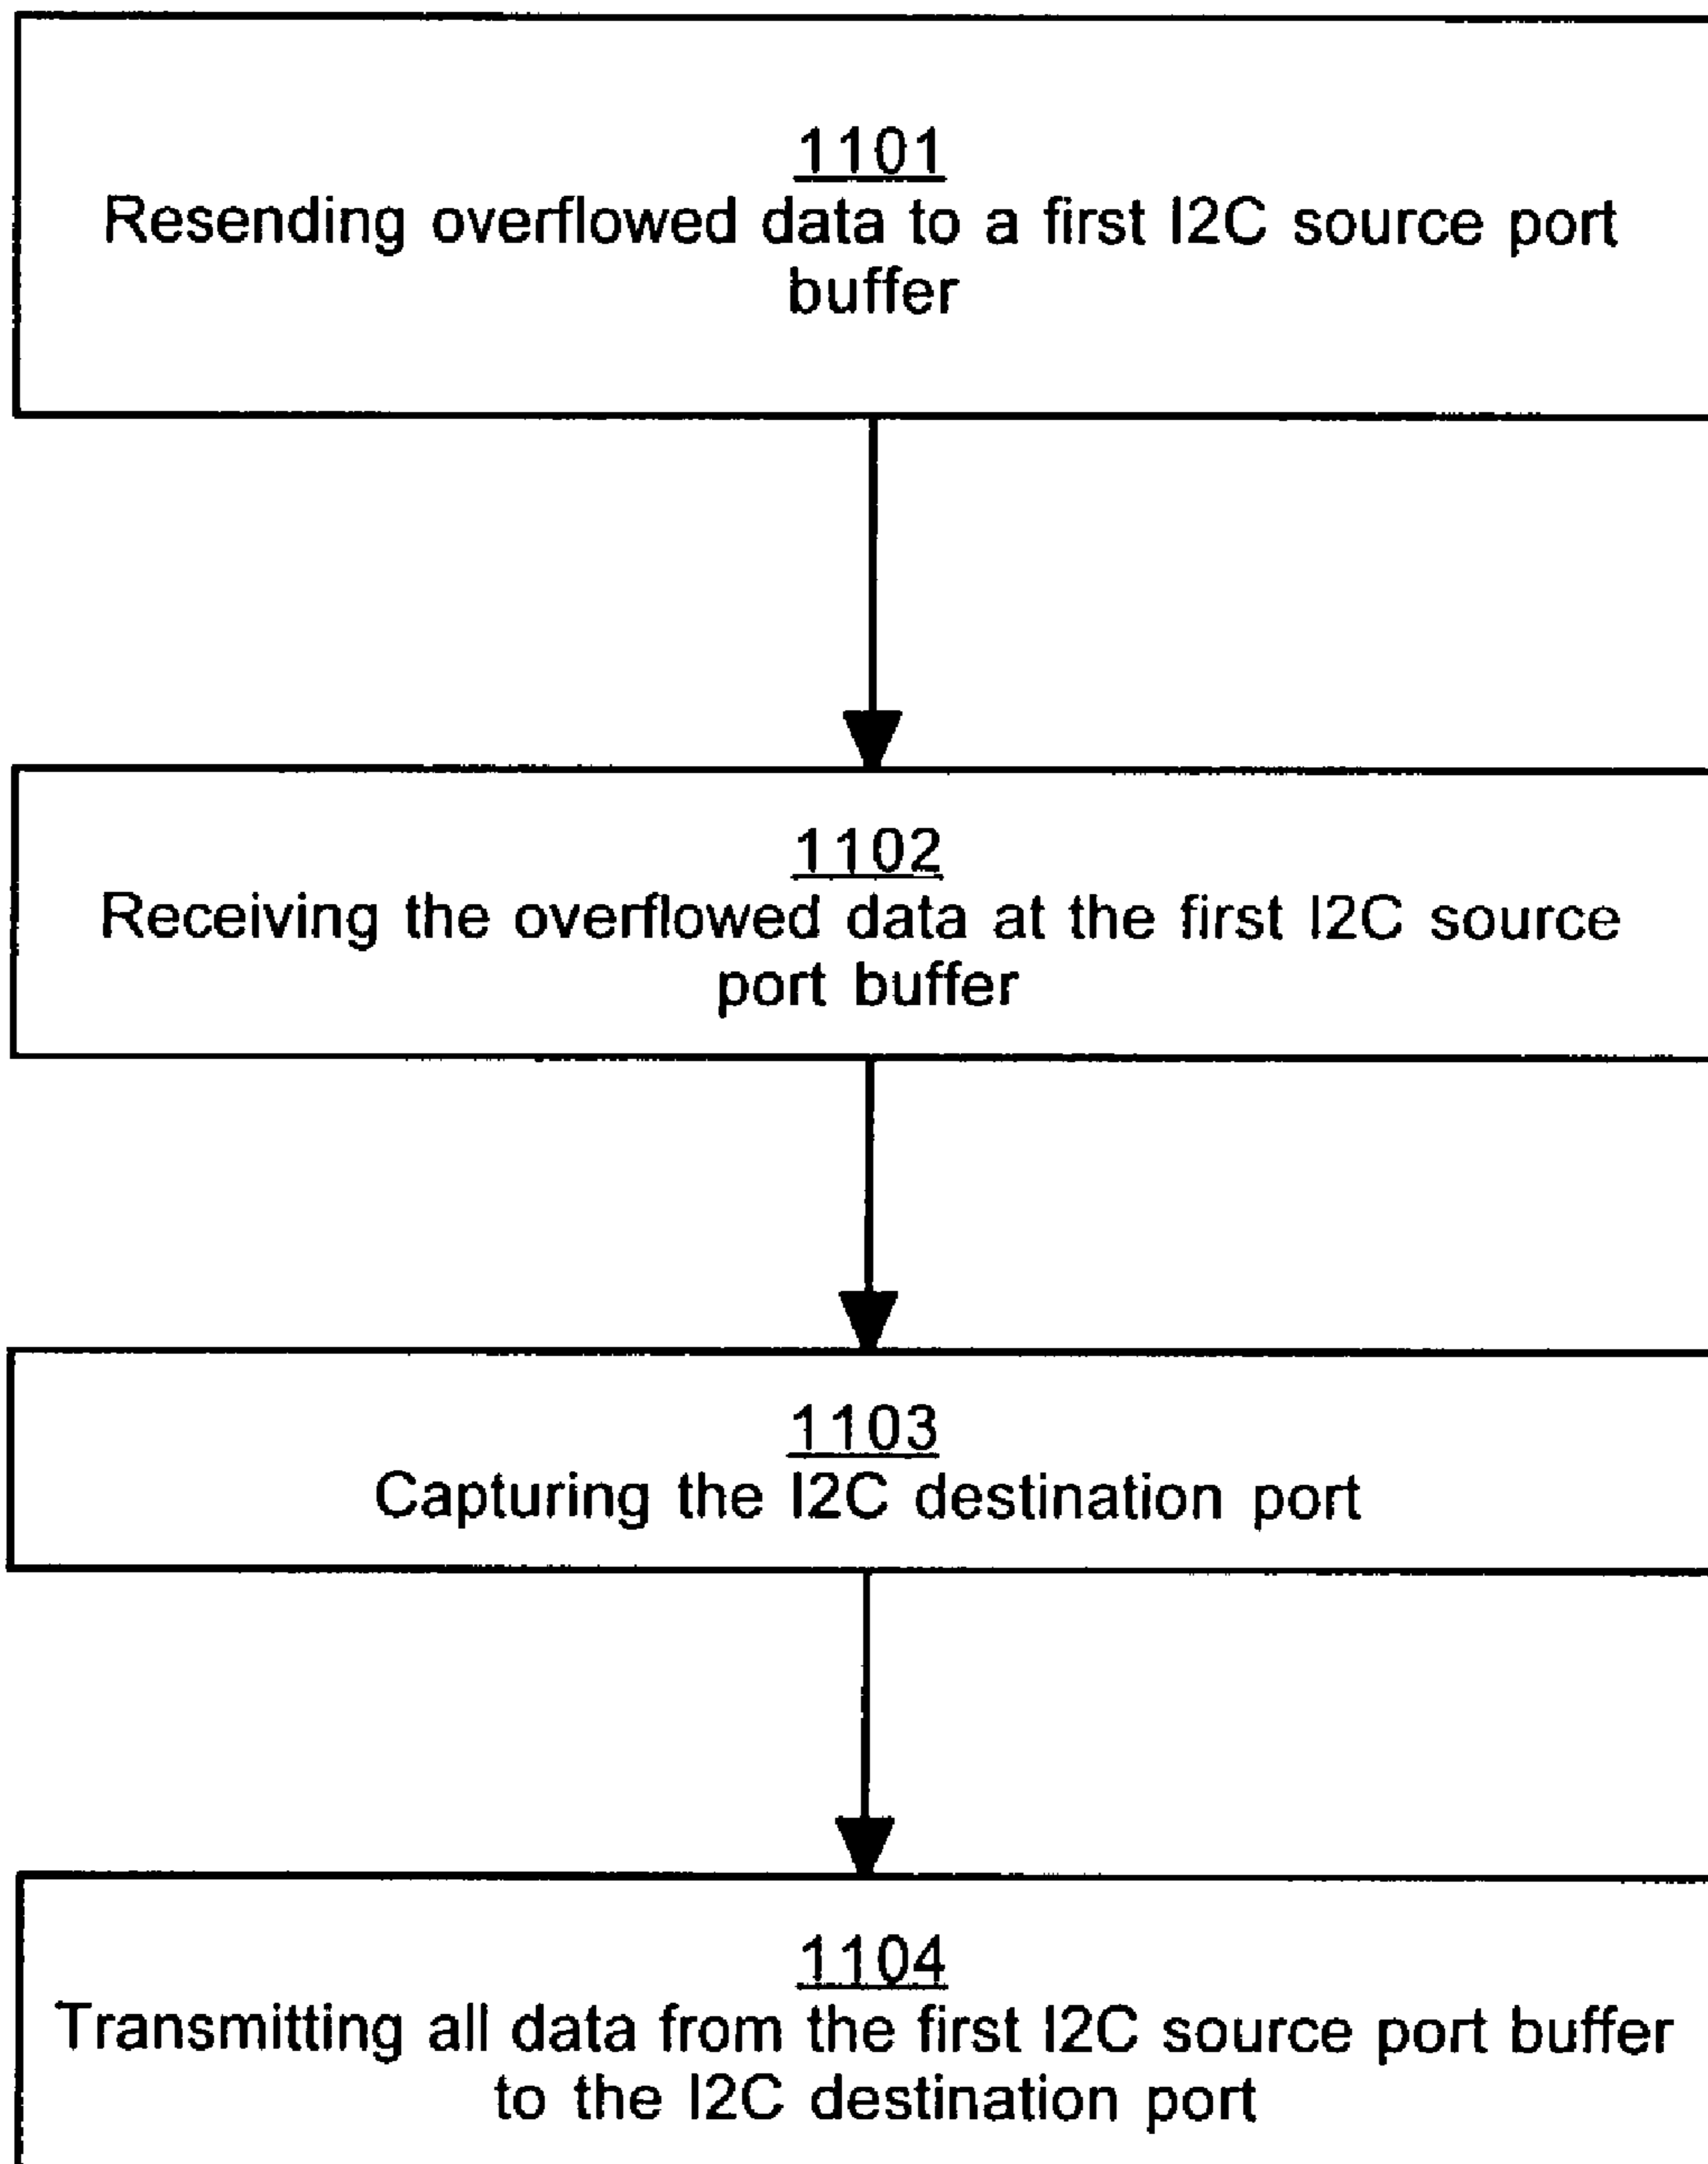 1101
Resending overflowed data to a first I2C source port
buffer
1102
Receiving the overflowed data at the first I2C source
port buffer
1103
Capturing the I2C destination port
1104
Transmitting all data from the first I2C source port buffer
to the I2C destination port